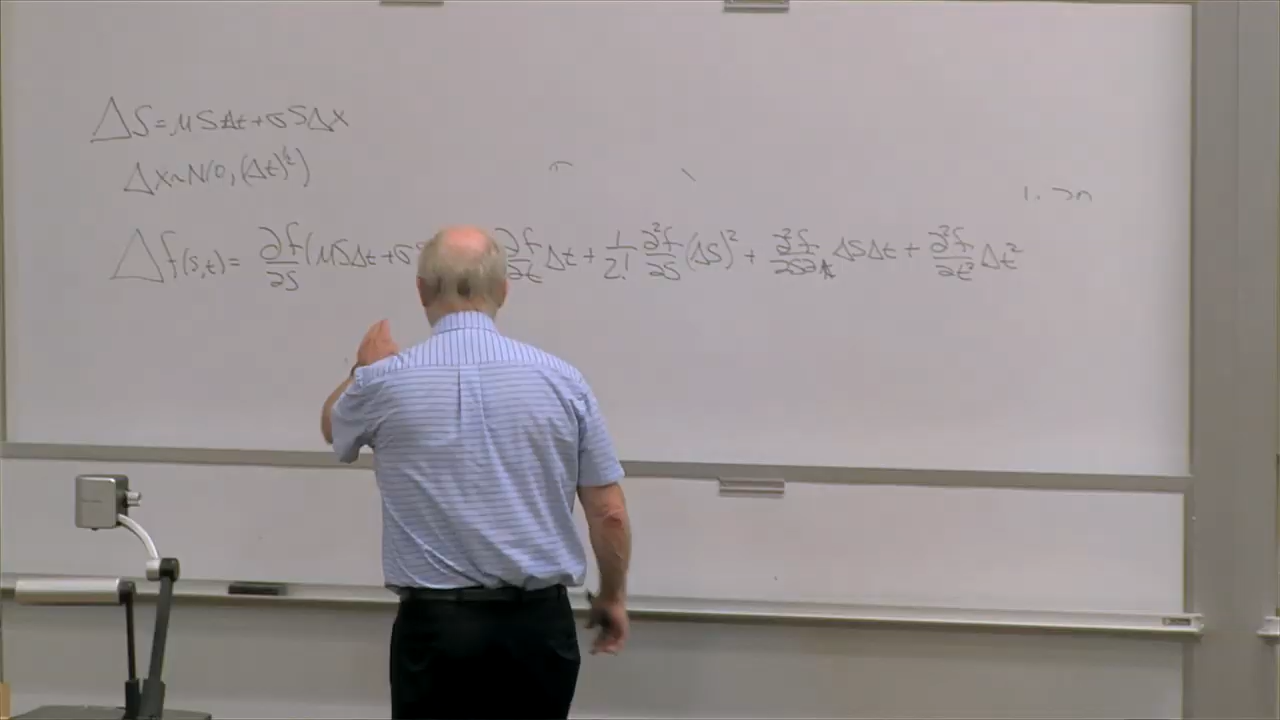 ΔS = μSΔt + σSΔx
Δx ~ N(0, (Δt)^½)
Δf(s,t) = ∂f/∂S (μSΔt + σS ∂f/∂t Δt + 1/2! ∂²f/∂S (ΔS)² + ∂²f/∂S∂t ΔSΔt + ∂²f/∂t² Δt²